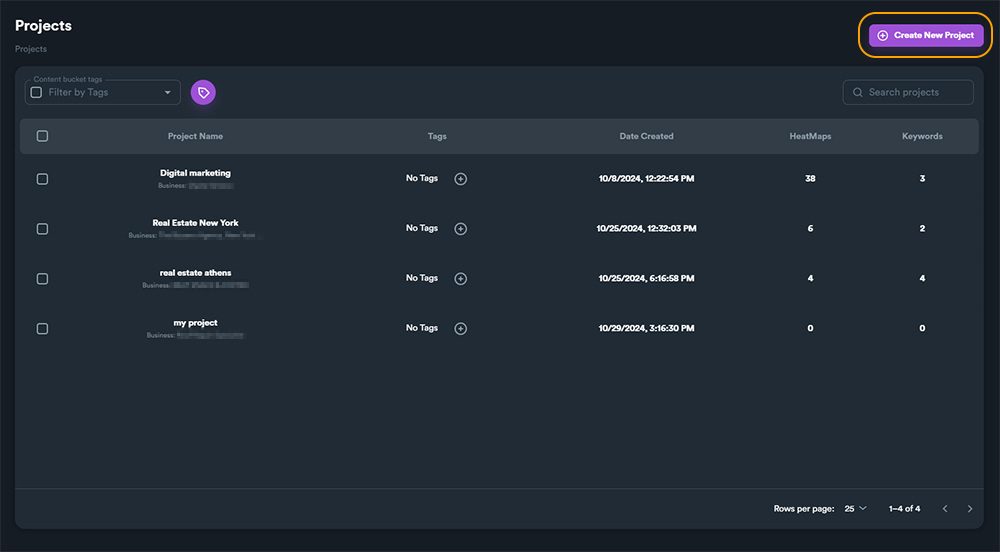 Projects
Create New Project
Projects
Content bucket tags
Filter by Tags
Search projects
Project Name Tags Date Created HeatMaps Keywords
Digital marketing No Tags 10/8/2024, 12:22:54 PM 38 3
Business:
Real Estate New York No Tags 10/25/2024, 12:32:03 PM 6 2
Business:
real estate athens No Tags 10/25/2024, 6:16:58 PM 4 4
Business:
my project No Tags 10/29/2024, 3:16:30 PM 0 0
Business:
Rows per page: 25 1–4 of 4